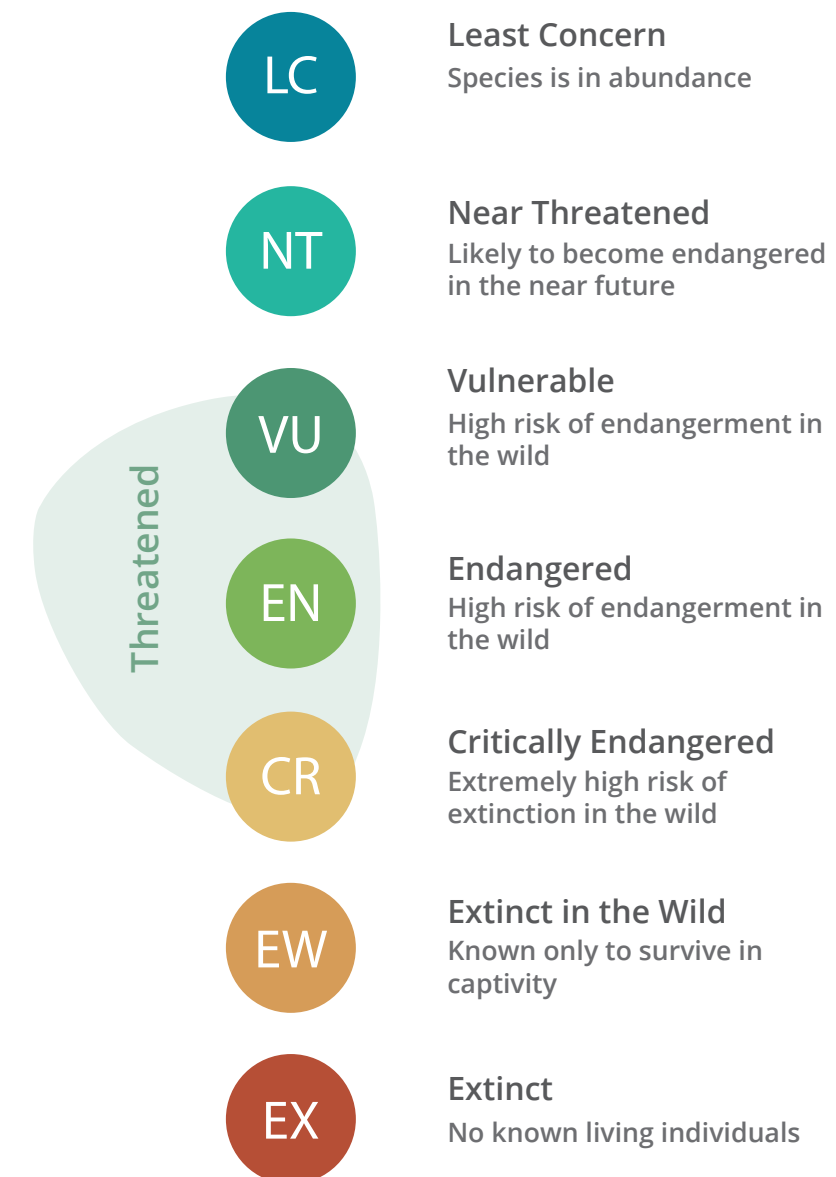 LC
Least Concern
Species is in abundance
NT
Near Threatened
Likely to become endangered
in the near future
Threatened
VU
Vulnerable
High risk of endangerment in
the wild
EN
Endangered
High risk of endangerment in
the wild
CR
Critically Endangered
Extremely high risk of
extinction in the wild
EW
Extinct in the Wild
Known only to survive in
captivity
EX
Extinct
No known living individuals